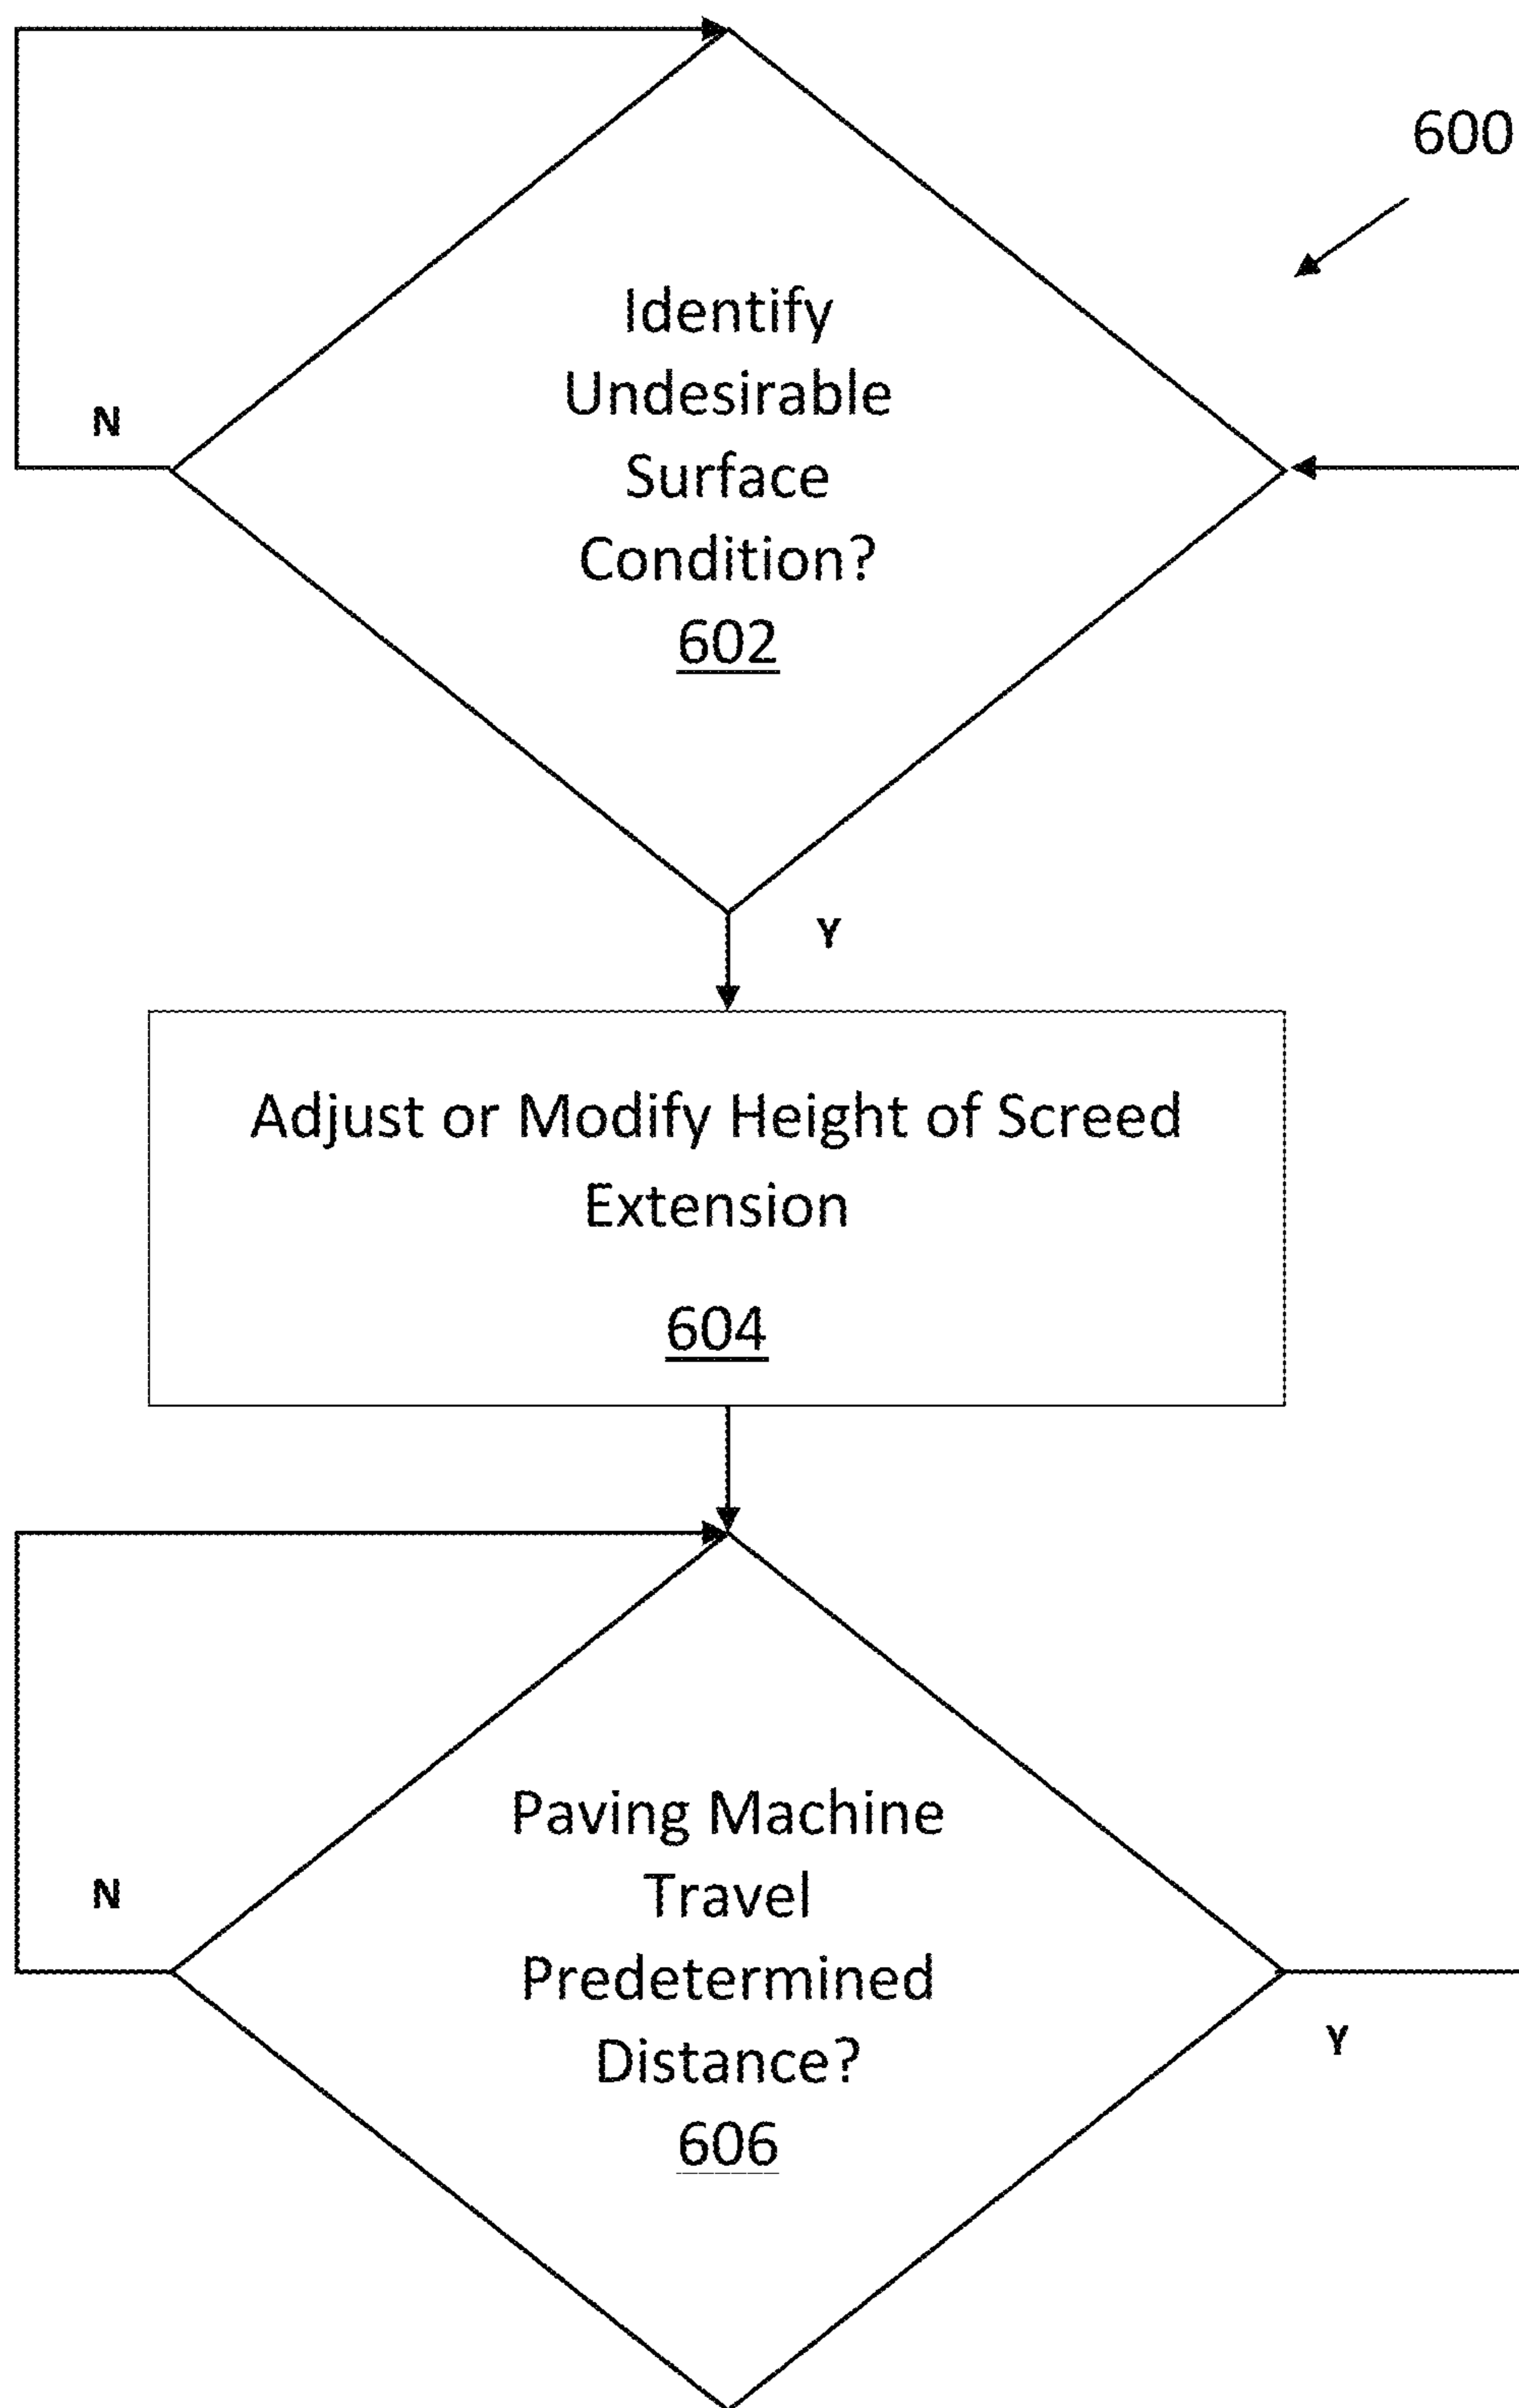 600
Identify
Undesirable
Surface
Condition?
602
N
Y
Adjust or Modify Height of Screed
Extension
604
Paving Machine
Travel
Predetermined
Distance?
606
N
Y